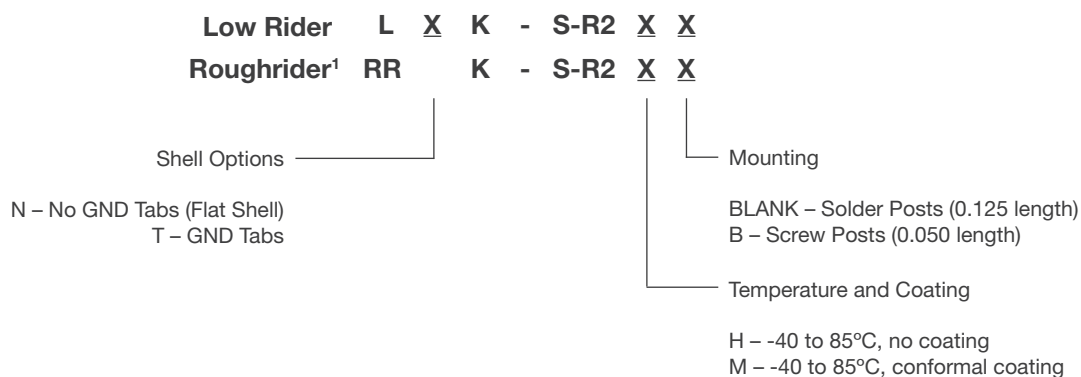 Low Rider L X K - S-R2 X X
Roughrider¹ RR K - S-R2 X X
Shell Options
N – No GND Tabs (Flat Shell)
T – GND Tabs
Mounting
BLANK – Solder Posts (0.125 length)
B – Screw Posts (0.050 length)
Temperature and Coating
H – -40 to 85ºC, no coating
M – -40 to 85ºC, conformal coating